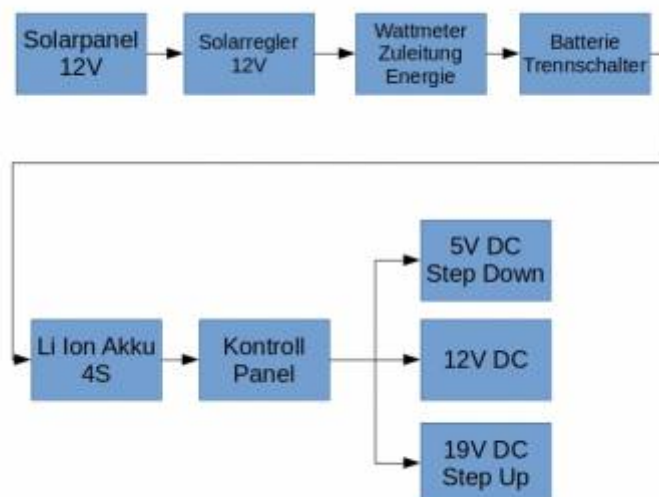 Solarpanel
12V
Solarregler
12V
Wattmeter
Zuleitung
Energie
Batterie
Trennschalter
5V DC
Step Down
Li Ion Akku
4S
Kontroll
Panel
12V DC
19V DC
Step Up